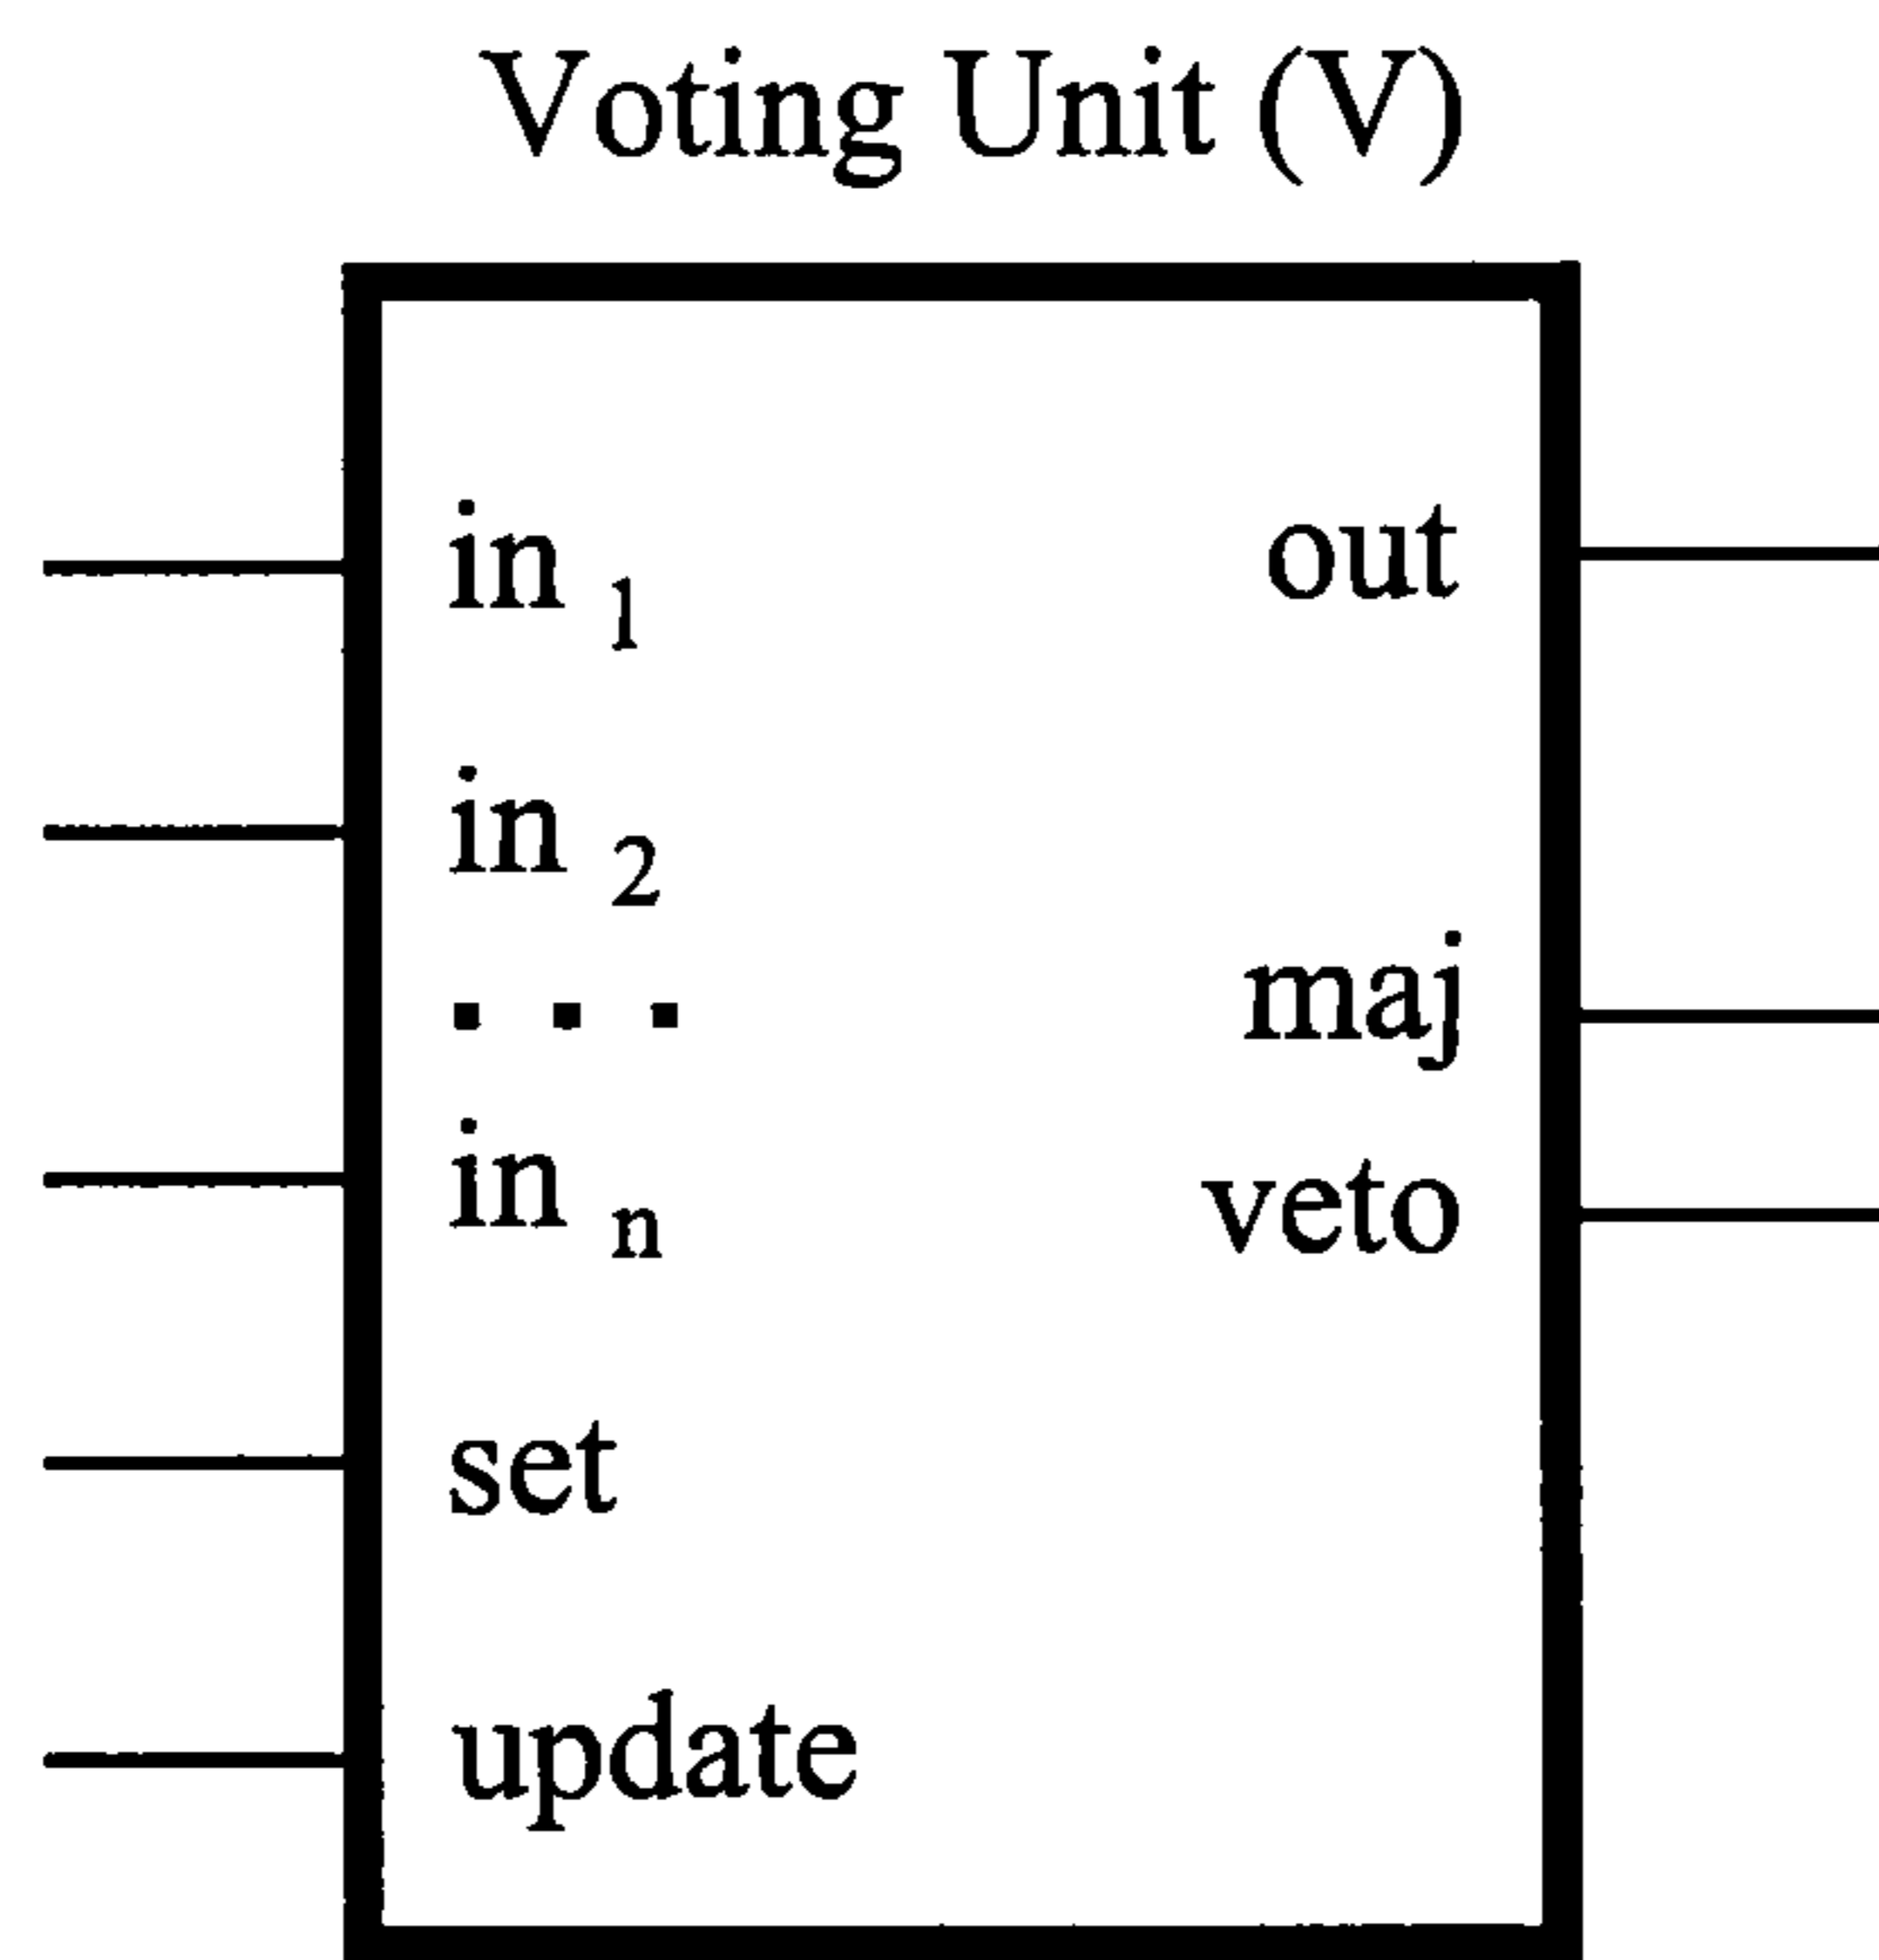 Voting Unit (V)
in 1
out
in 2
. . .
maj
in n
veto
set
update